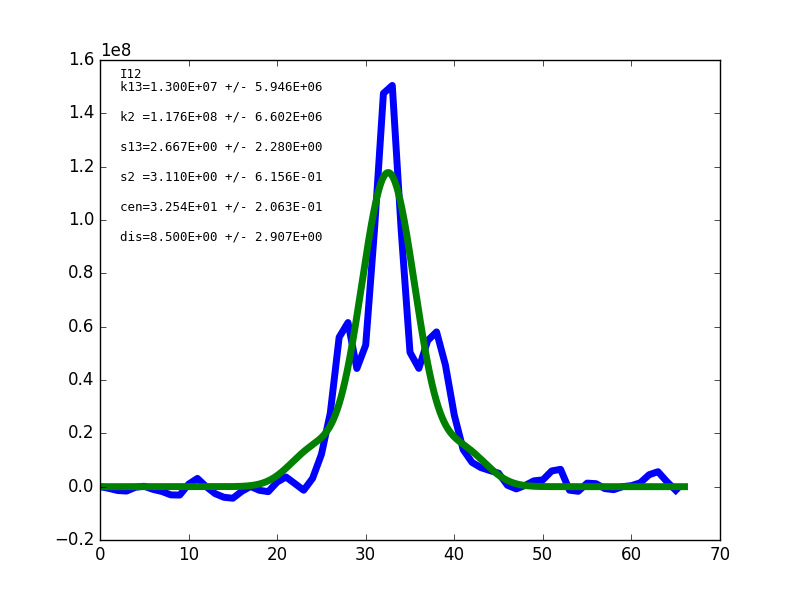 1e8
I12
k13=1.300E+07 +/- 5.946E+06
k2 =1.176E+08 +/- 6.602E+06
s13=2.667E+00 +/- 2.280E+00
s2 =3.110E+00 +/- 6.156E-01
cen=3.254E+01 +/- 2.063E-01
dis=8.500E+00 +/- 2.907E+00
1.6
1.4
1.2
1.0
0.8
0.6
0.4
0.2
0.0
−0.2
0 10 20 30 40 50 60 70